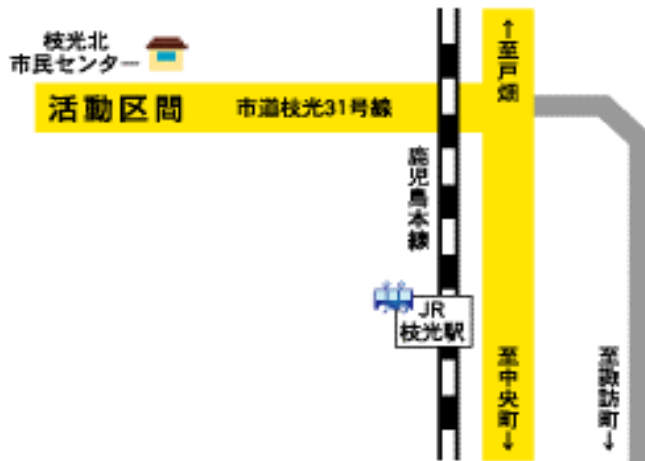 枝光北
市民センター
↑至戸畑
活動区間
市道枝光31号線
鹿児島本線
JR
枝光駅
至中央町↓
至諏訪町↓